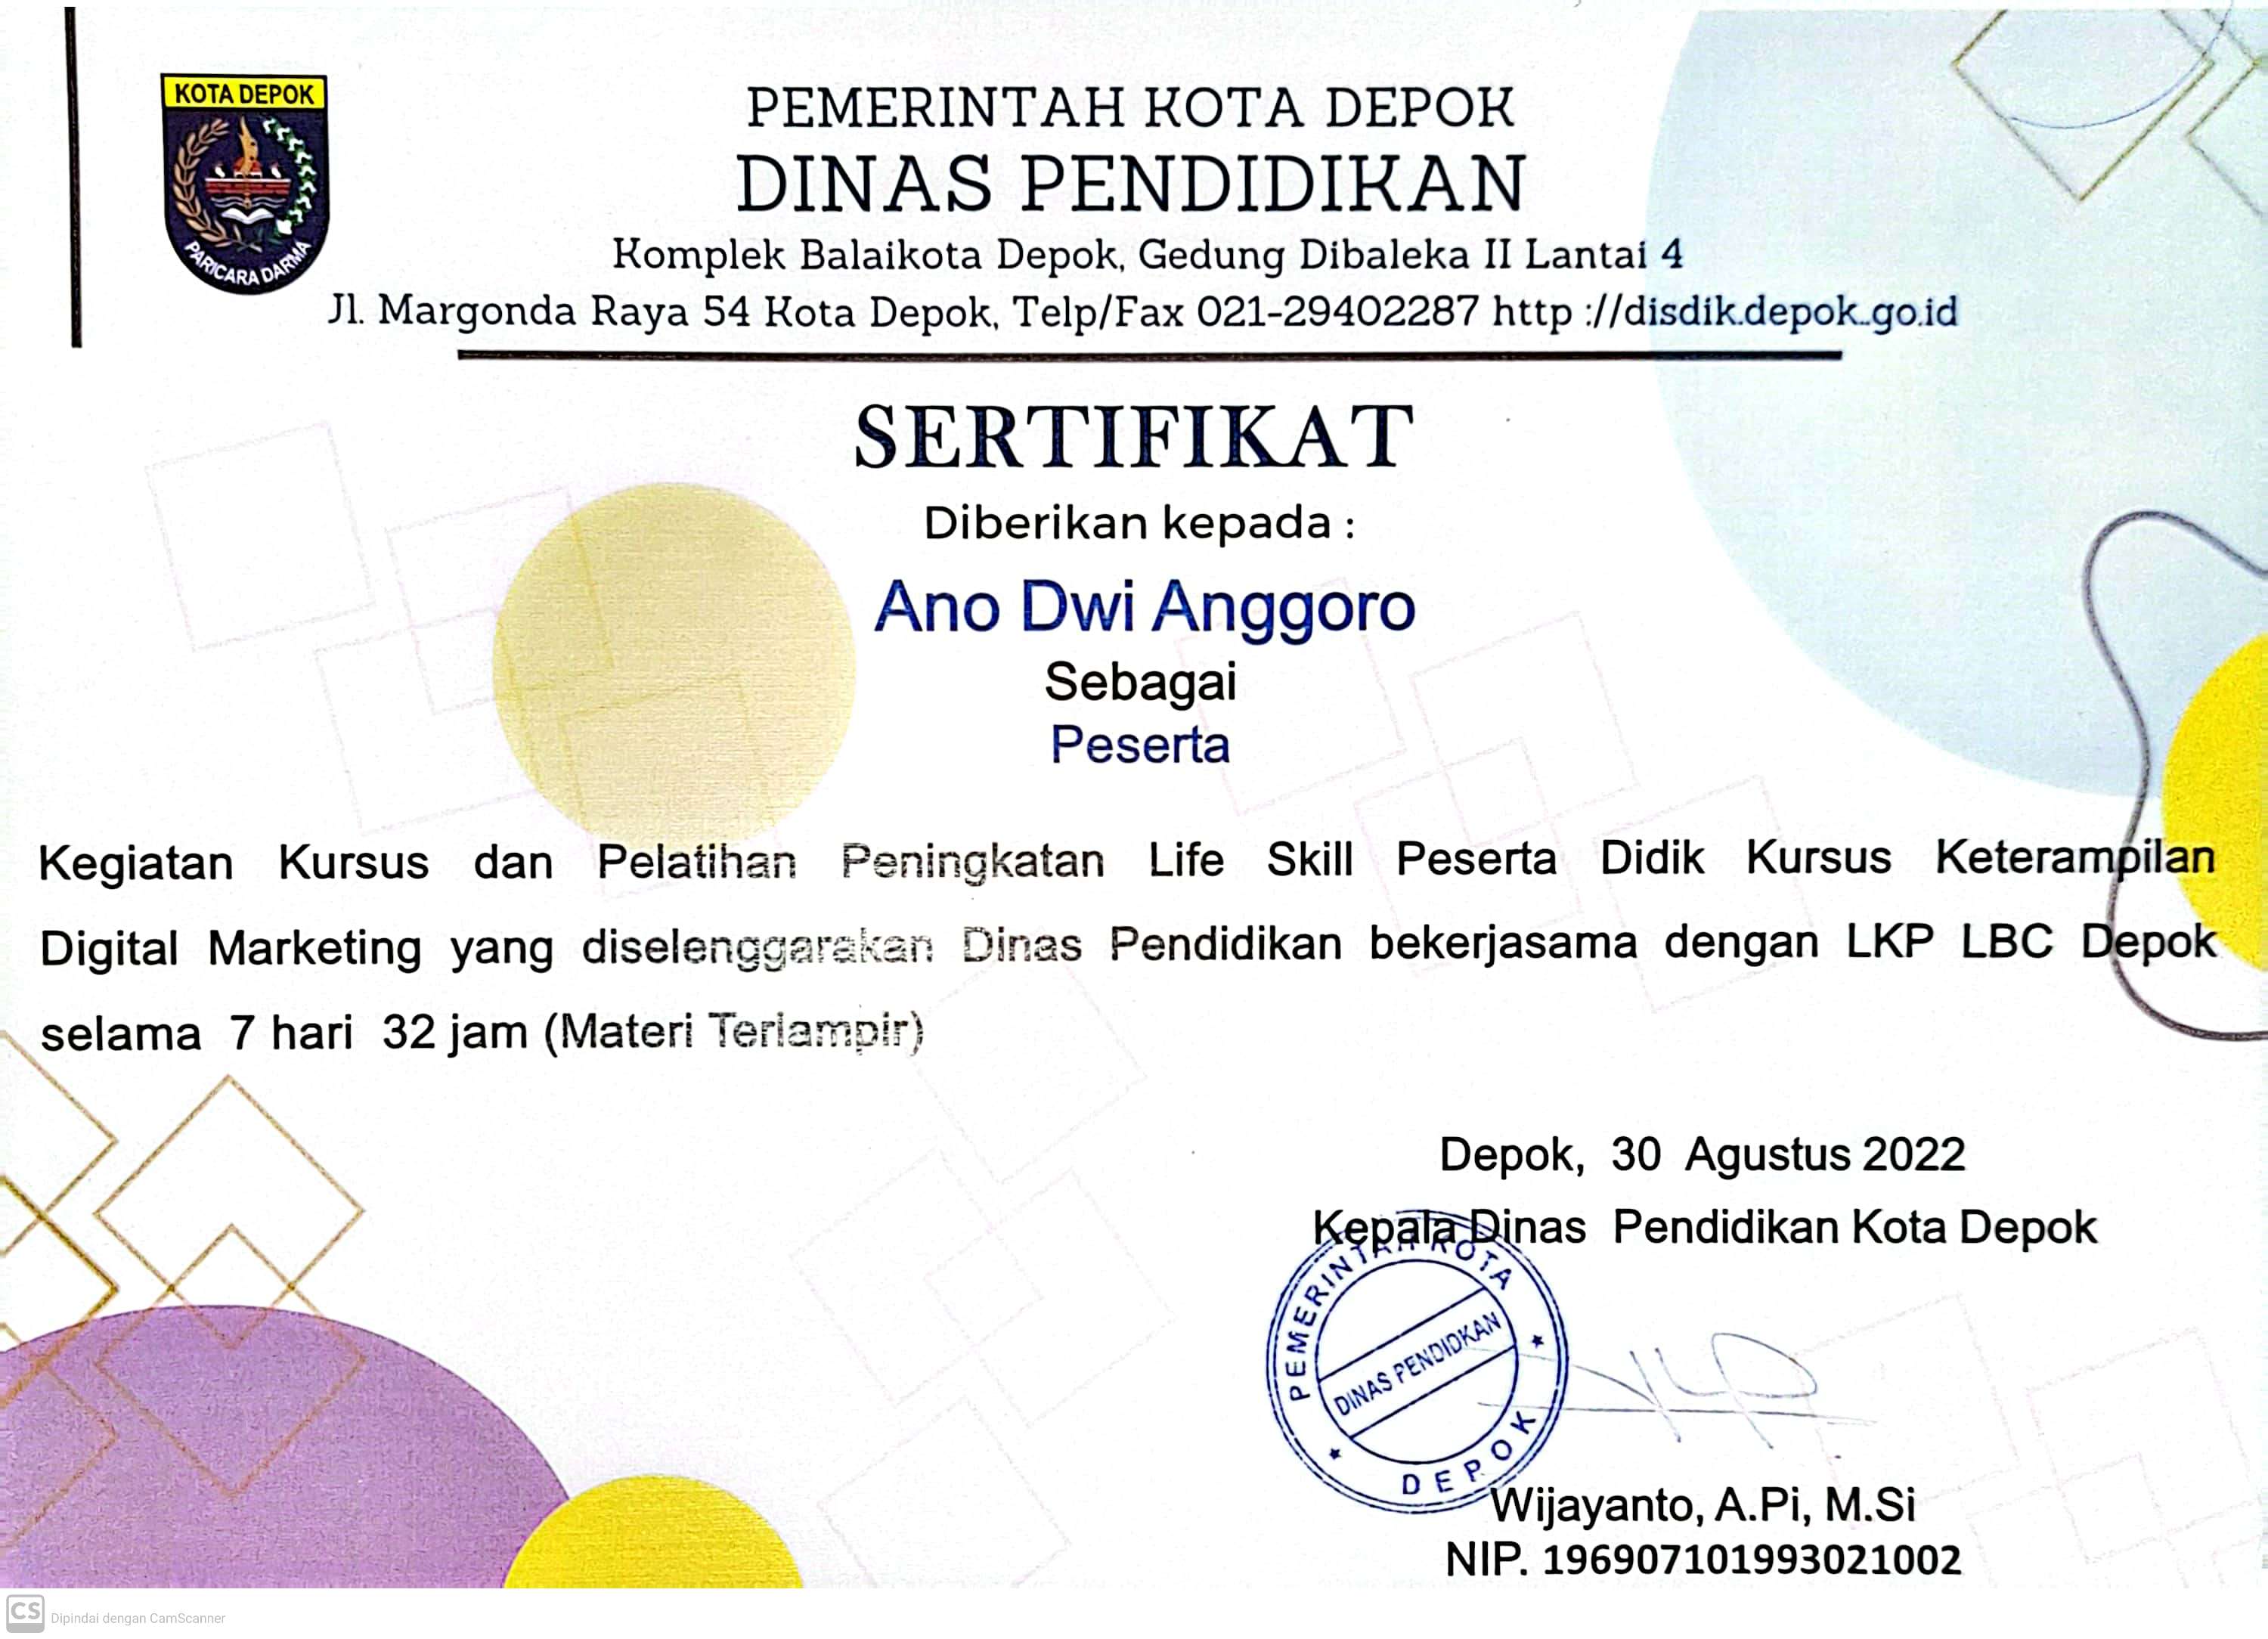 KOTA DEPOK
PARICARA DARMA
PEMERINTAH KOTA DEPOK
DINAS PENDIDIKAN
Komplek Balaikota Depok, Gedung Dibaleka II Lantai 4
Jl. Margonda Raya 54 Kota Depok, Telp/Fax 021-29402287 http ://disdik.depok.go.id
SERTIFIKAT
Diberikan kepada :
Ano Dwi Anggoro
Sebagai
Peserta
Kegiatan Kursus dan Pelatihan Peningkatan Life Skill Peserta Didik Kursus Keterampilan
Digital Marketing yang diselenggarakan Dinas Pendidikan bekerjasama dengan LKP LBC Depok
selama 7 hari 32 jam (Materi Terlampir)
Depok, 30 Agustus 2022
Kepala Dinas Pendidikan Kota Depok
PEMERINTAH KOTA
DINAS PENDIDKAN
DEPOK
Wijayanto, A.Pi, M.Si
NIP. 196907101993021002
CS Dipindai dengan CamScanner